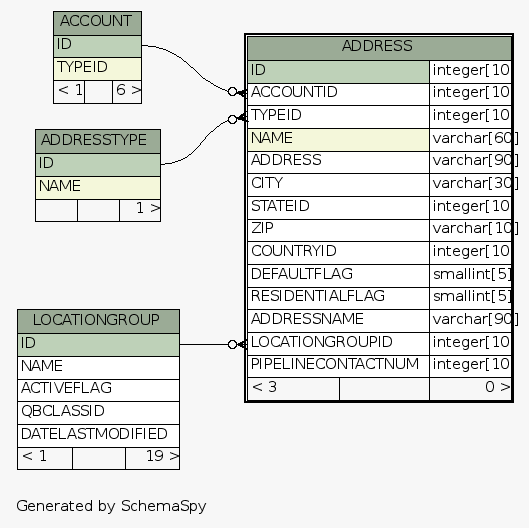 ACCOUNT
ID
TYPEID
< 1 6 >
ADDRESSTYPE
ID
NAME
1 >
LOCATIONGROUP
ID
NAME
ACTIVEFLAG
QBCLASSID
DATELASTMODIFIED
< 1 19 >
ADDRESS
ID integer[10
ACCOUNTID integer[10
TYPEID integer[10
NAME varchar[60]
ADDRESS varchar[90]
CITY varchar[30]
STATEID integer[10
ZIP varchar[10]
COUNTRYID integer[10
DEFAULTFLAG smallint[5]
RESIDENTIALFLAG smallint[5]
ADDRESSNAME varchar[90]
LOCATIONGROUPID integer[10
PIPELINECONTACTNUM integer[10
< 3 0 >
Generated by SchemaSpy